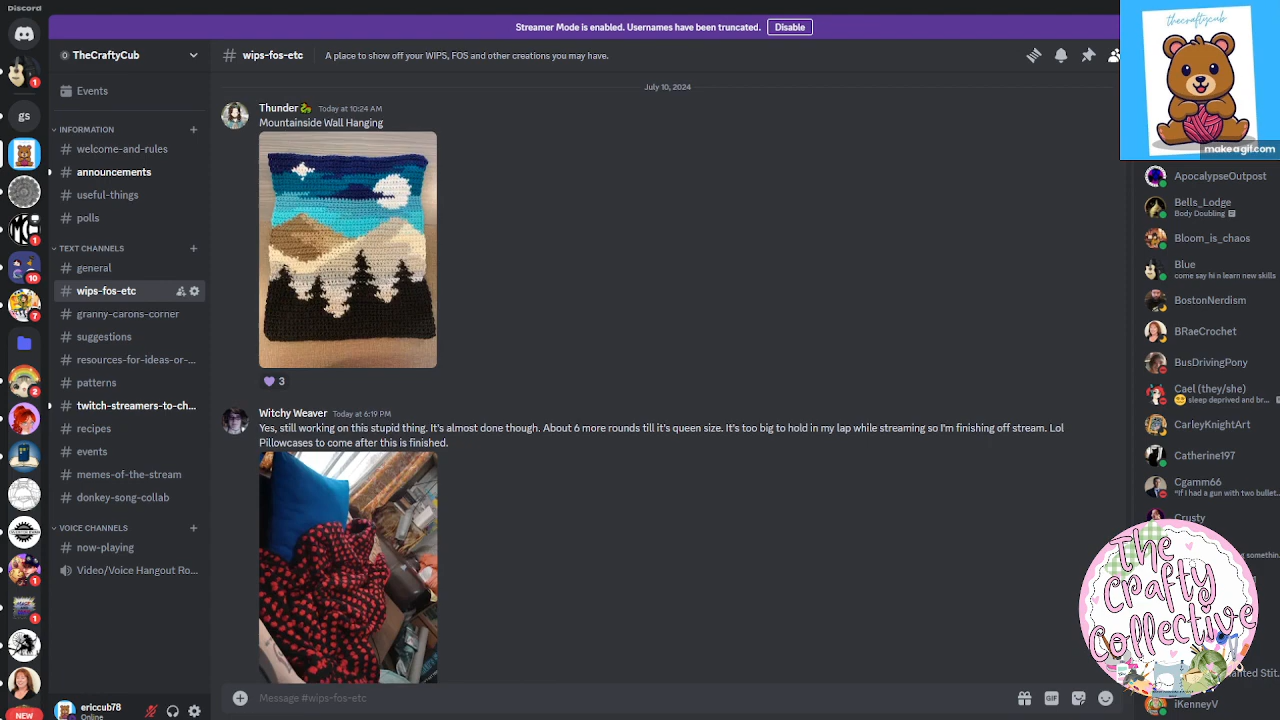 Discord
Streamer Mode is enabled. Usernames have been truncated. Disable
TheCraftyCub
# wips-fos-etc A place to show off your WIPS, FOS and other creations you may have.
thecraftycub
makeagif.com
Events
INFORMATION
welcome-and-rules
announcements
useful-things
polls
TEXT CHANNELS
general
wips-fos-etc
granny-carons-corner
suggestions
resources-for-ideas-or-...
patterns
twitch-streamers-to-ch...
recipes
events
memes-of-the-stream
donkey-song-collab
VOICE CHANNELS
now-playing
Video/Voice Hangout Ro...
ericcub78
Online
1
gs
1
10
7
2
1
1
NEW
July 10, 2024
Thunder Today at 10:24 AM
Mountainside Wall Hanging
3
Witchy Weaver Today at 6:19 PM
Yes, still working on this stupid thing. It's almost done though. About 6 more rounds till it's queen size. It's too big to hold in my lap while streaming so I'm finishing off stream. Lol
Pillowcases to come after this is finished.
Message #wips-fos-etc
GIF
ApocalypseOutpost
Bells_Lodge
Body Doubling
Bloom_is_chaos
Blue
come say hi n learn new skills
BostonNerdism
BRaeCrochet
BusDrivingPony
Cael (they/she)
sleep deprived and br...
CarleyKnightArt
Catherine197
Cgamm66
"If I had a gun with two bullet...
Crusty
The
Crafty
Collective
iKenneyV